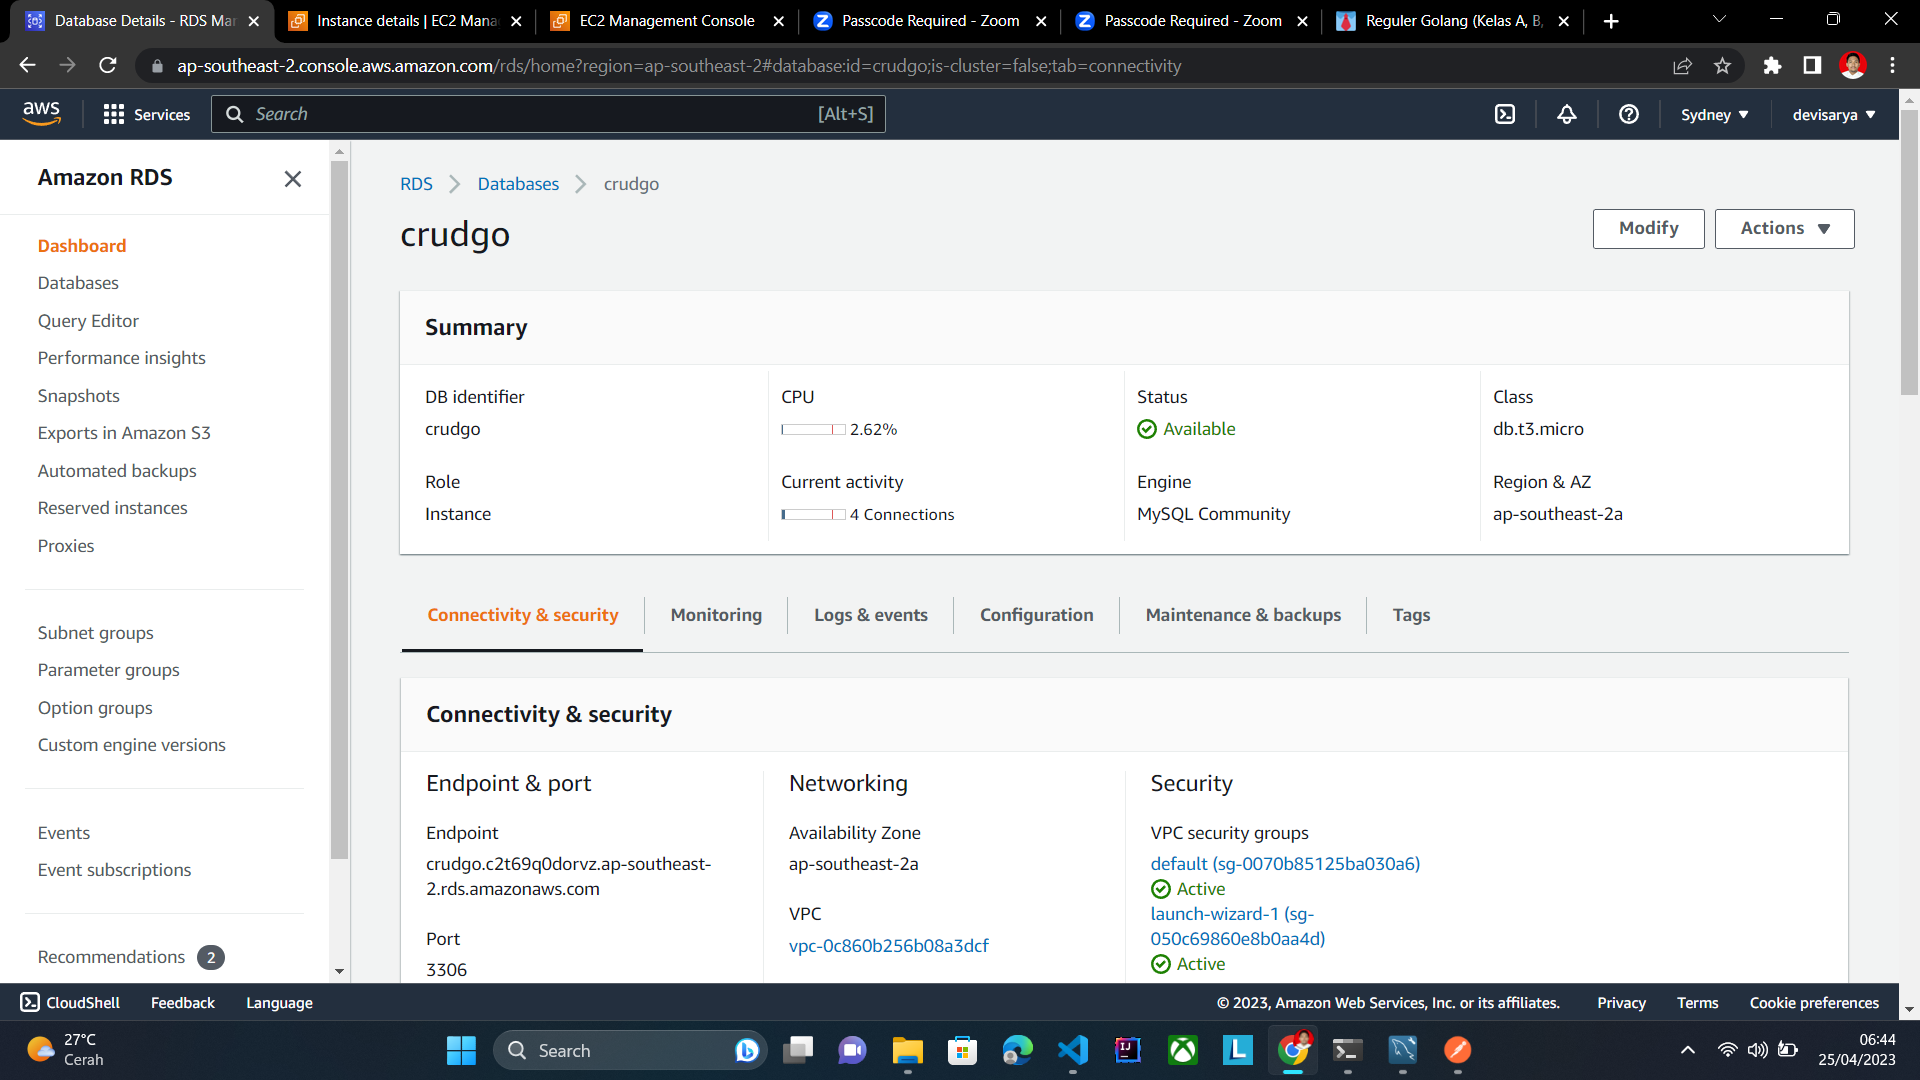 Database Details - RDS Mar
Instance details | EC2 Mana
EC2 Management Console
Passcode Required - Zoom
Passcode Required - Zoom
Reguler Golang (Kelas A, B,
ap-southeast-2.console.aws.amazon.com/rds/home?region=ap-southeast-2#database:id=crudgo;is-cluster=false;tab=connectivity
aws
Services
Search
[Alt+S]
Sydney
devisarya
Amazon RDS
Dashboard
Databases
Query Editor
Performance insights
Snapshots
Exports in Amazon S3
Automated backups
Reserved instances
Proxies
Subnet groups
Parameter groups
Option groups
Custom engine versions
Events
Event subscriptions
Recommendations 2
RDS
Databases
crudgo
crudgo
Modify
Actions
Summary
DB identifier
crudgo
CPU
2.62%
Status
Available
Class
db.t3.micro
Role
Instance
Current activity
4 Connections
Engine
MySQL Community
Region & AZ
ap-southeast-2a
Connectivity & security
Monitoring
Logs & events
Configuration
Maintenance & backups
Tags
Connectivity & security
Endpoint & port
Endpoint
crudgo.c2t69q0dorvz.ap-southeast-
2.rds.amazonaws.com
Port
3306
Networking
Availability Zone
ap-southeast-2a
VPC
vpc-0c860b256b08a3dcf
Security
VPC security groups
default (sg-0070b85125ba030a6)
Active
launch-wizard-1 (sg-
050c69860e8b0aa4d)
Active
CloudShell
Feedback
Language
© 2023, Amazon Web Services, Inc. or its affiliates.
Privacy
Terms
Cookie preferences
27°C
Cerah
Search
06:44
25/04/2023